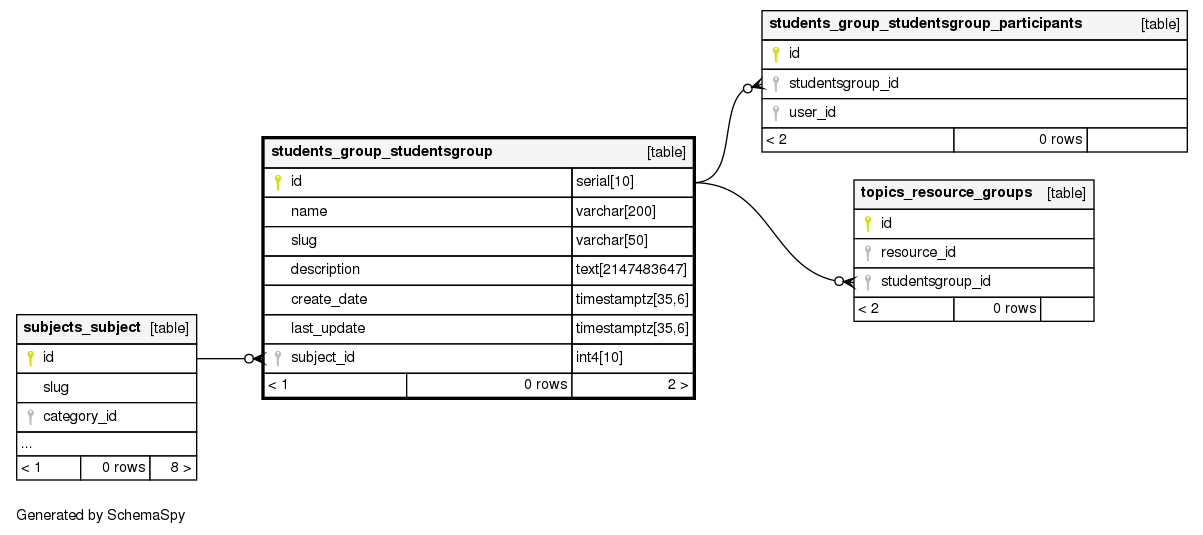 students_group_studentsgroup_participants [table]
id
studentsgroup_id
user_id
< 2 0 rows
students_group_studentsgroup [table]
id serial[10]
name varchar[200]
slug varchar[50]
description text[2147483647]
create_date timestamptz[35,6]
last_update timestamptz[35,6]
subject_id int4[10]
< 1 0 rows 2 >
topics_resource_groups [table]
id
resource_id
studentsgroup_id
< 2 0 rows
subjects_subject [table]
id
slug
category_id
...
< 1 0 rows 8 >
Generated by SchemaSpy